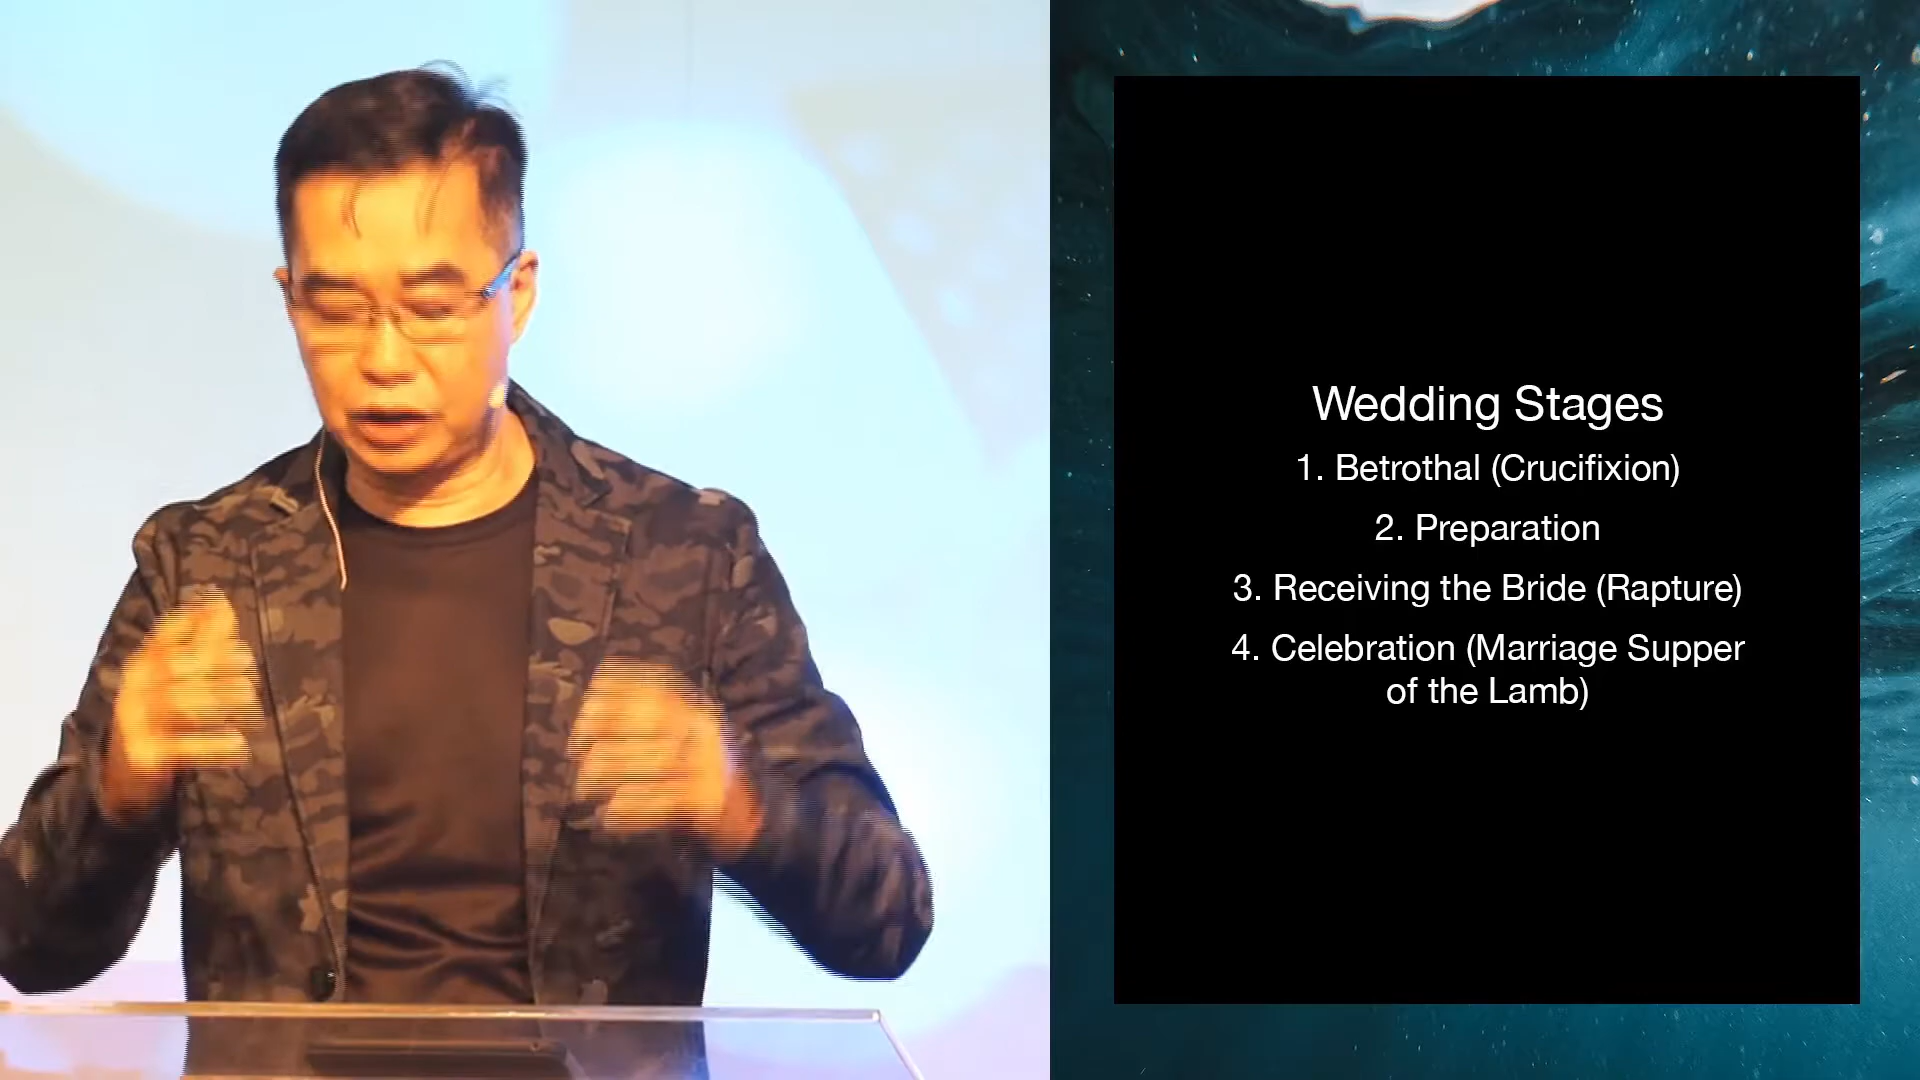 Wedding Stages
1. Betrothal (Crucifixion)
2. Preparation
3. Receiving the Bride (Rapture)
4. Celebration (Marriage Supper
of the Lamb)